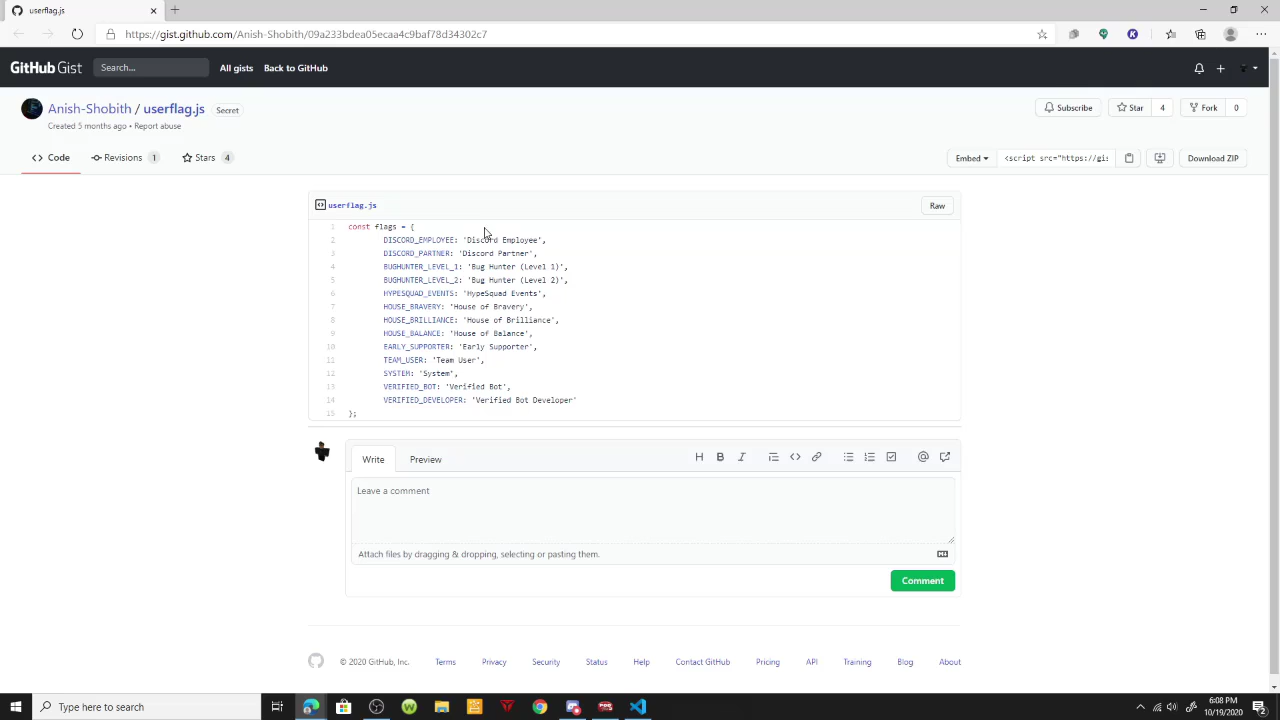 userflag.js
https://gist.github.com/Anish-Shobith/09a233bdea05ecaa4c9baf78d34302c7
GitHub Gist Search... All gists Back to GitHub
Anish-Shobith / userflag.js Secret
Subscribe Star 4 Fork 0
Created 5 months ago • Report abuse
Code Revisions 1 Stars 4
Embed <script src="https://gi: Download ZIP
userflag.js Raw
1 const flags = {
2 DISCORD_EMPLOYEE: 'Discord Employee',
3 DISCORD_PARTNER: 'Discord Partner',
4 BUGHUNTER_LEVEL_1: 'Bug Hunter (Level 1)',
5 BUGHUNTER_LEVEL_2: 'Bug Hunter (Level 2)',
6 HYPESQUAD_EVENTS: 'HypeSquad Events',
7 HOUSE_BRAVERY: 'House of Bravery',
8 HOUSE_BRILLIANCE: 'House of Brilliance',
9 HOUSE_BALANCE: 'House of Balance',
10 EARLY_SUPPORTER: 'Early Supporter',
11 TEAM_USER: 'Team User',
12 SYSTEM: 'System',
13 VERIFIED_BOT: 'Verified Bot',
14 VERIFIED_DEVELOPER: 'Verified Bot Developer'
15 };
Write Preview
Leave a comment
Attach files by dragging & dropping, selecting or pasting them.
Comment
© 2020 GitHub, Inc. Terms Privacy Security Status Help Contact GitHub Pricing API Training Blog About
Type here to search
6:08 PM
10/19/2020